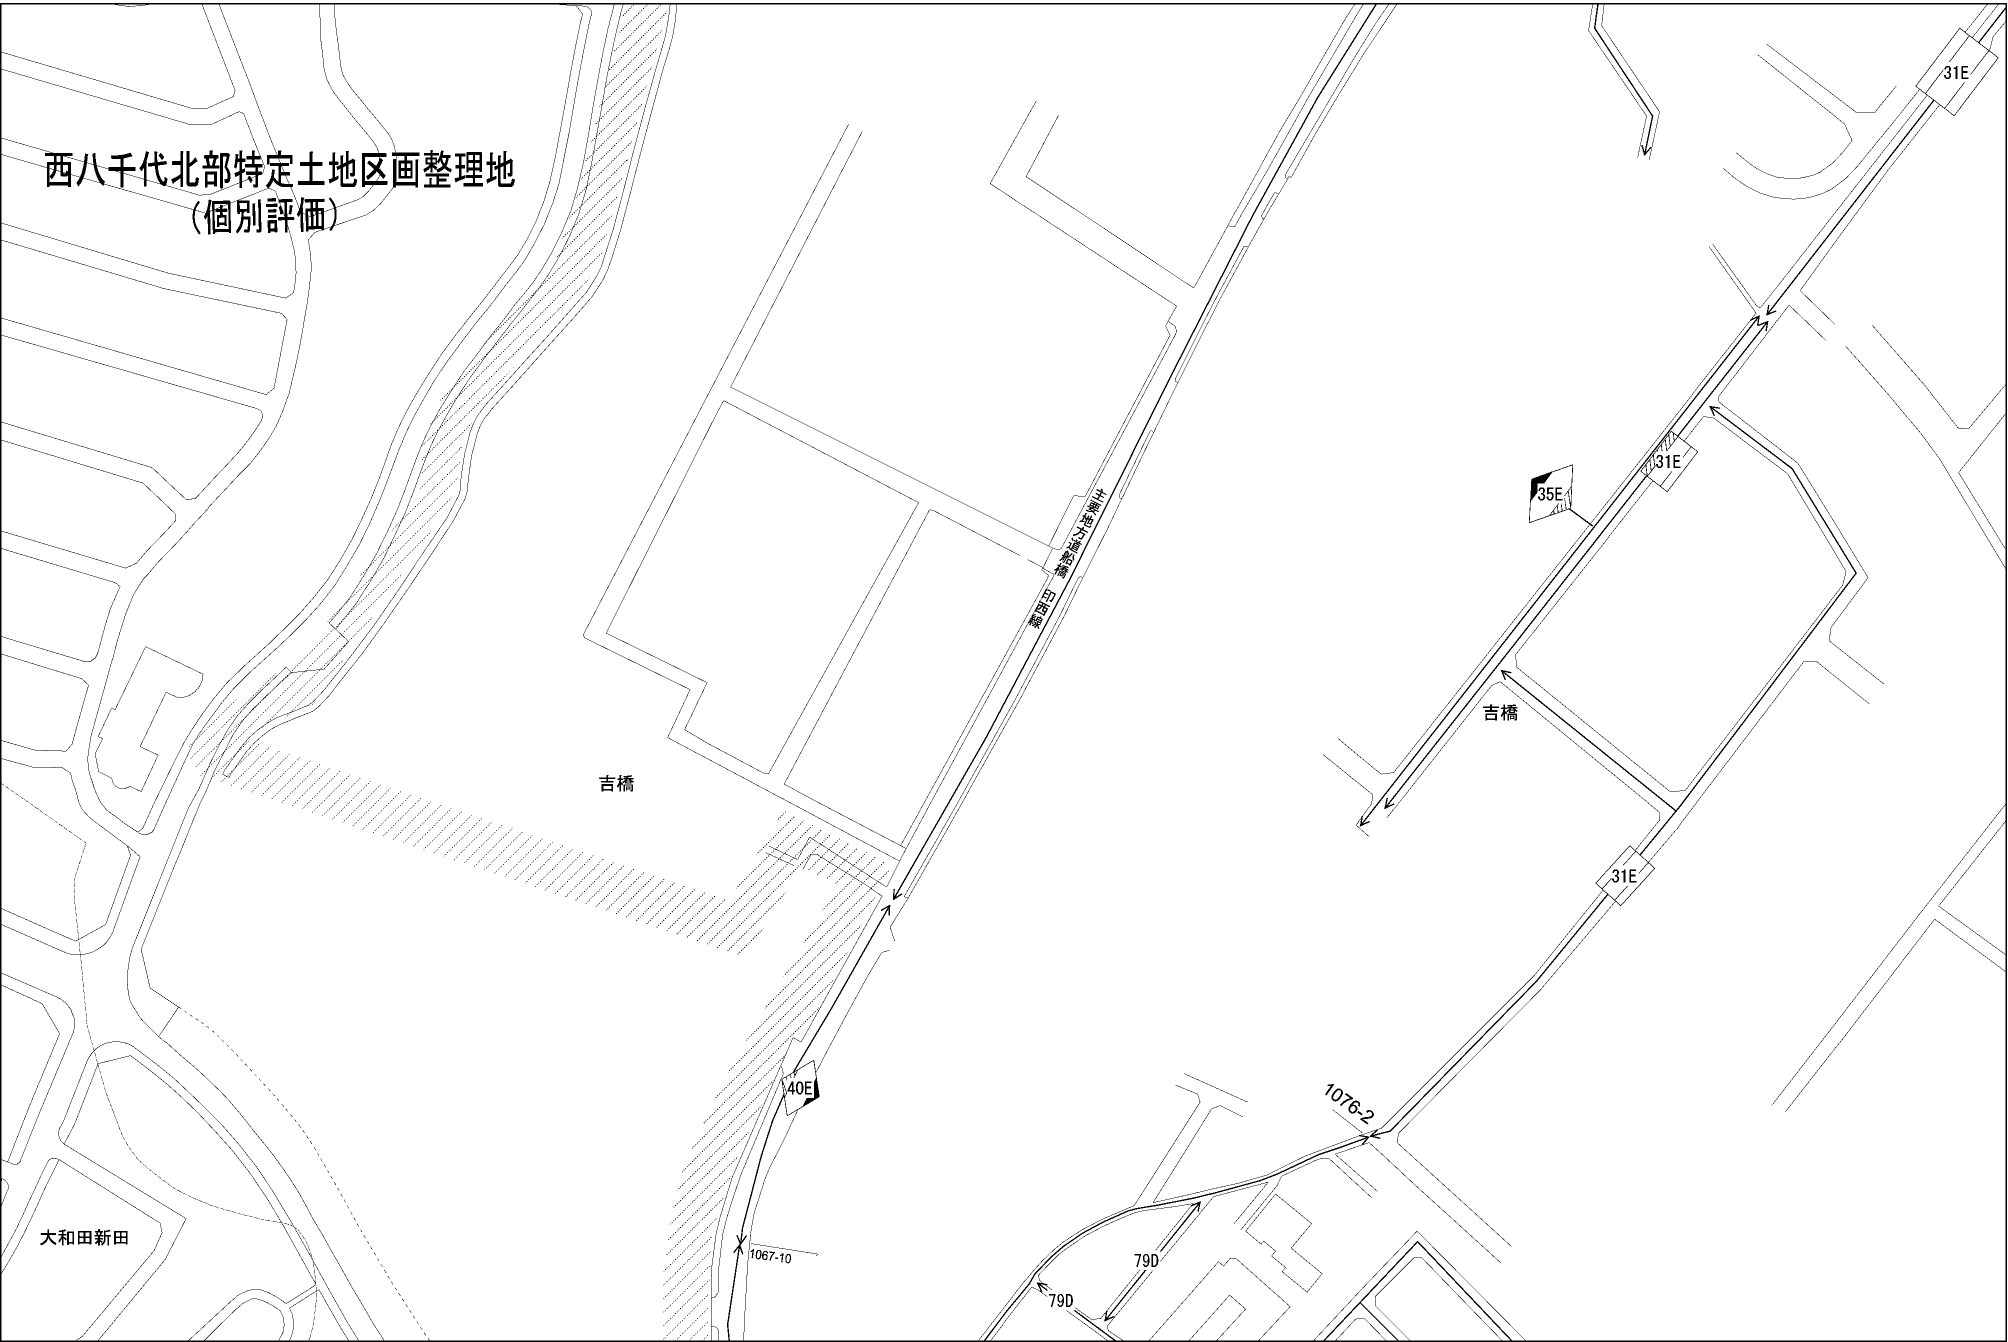 31E
西八千代北部特定土地区画整理地
(個別評価)
31E
35E
主要地方道船橋 印西線
吉橋
吉橋
31E
40E
1076-2
大和田新田
1067-10
79D
79D